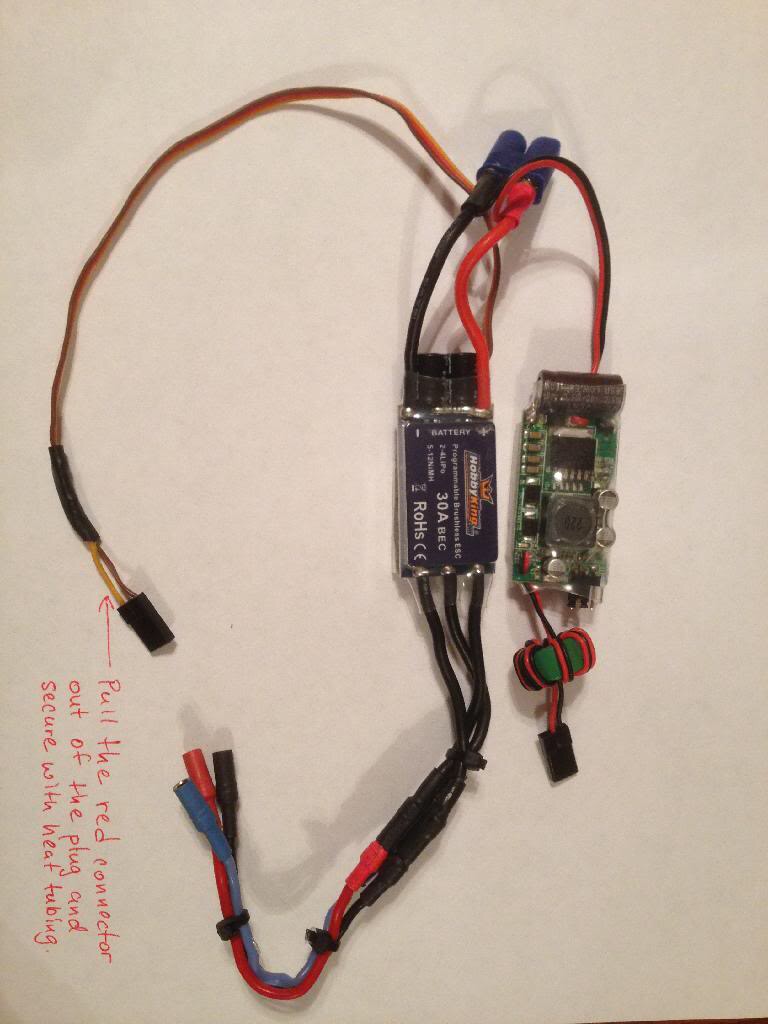 BATTERY
HobbyKing
Programmable Brushless ESC
30A BEC
2-4LiPo
5-12NiMH
RoHS CE
220
Pull the red connector
out of the plug and
secure with heat tubing.